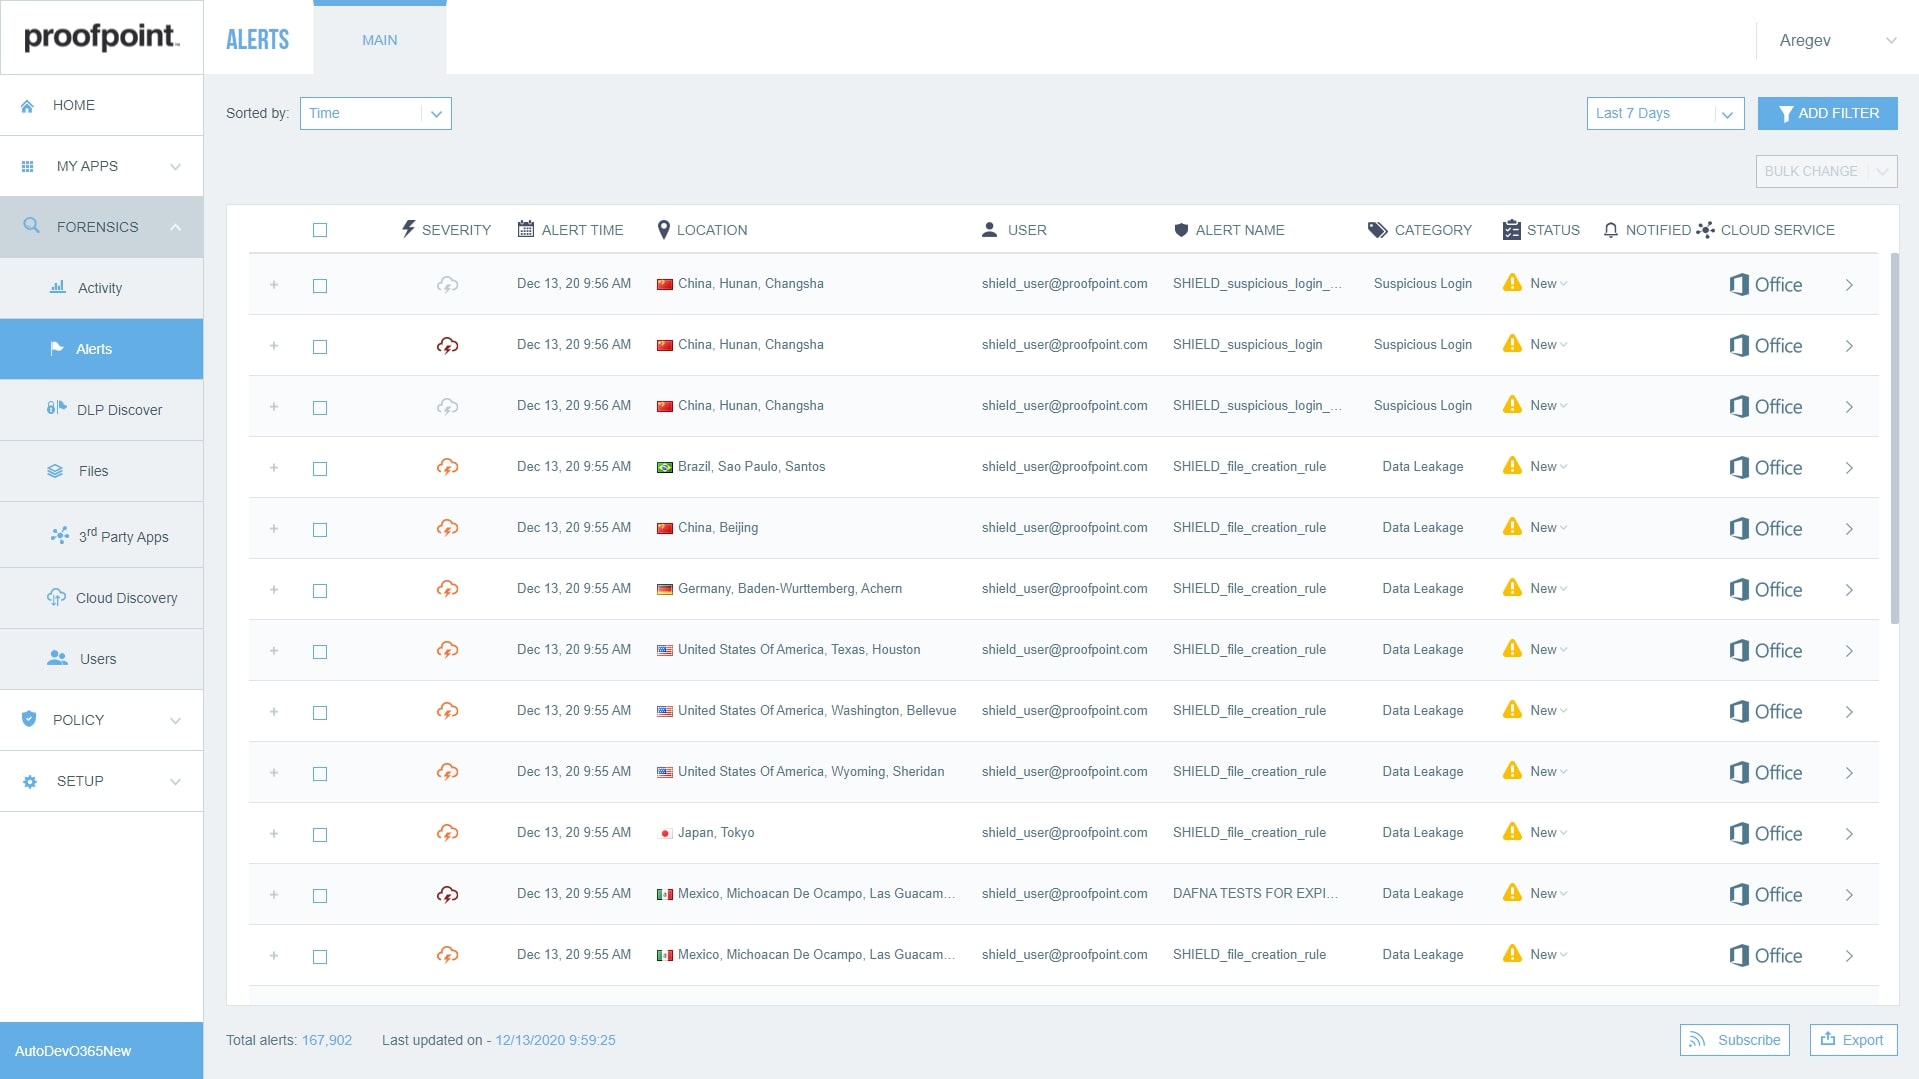 proofpoint
ALERTS
MAIN
Aregev
HOME
MY APPS
FORENSICS
Activity
Alerts
DLP Discover
Files
3rd Party Apps
Cloud Discovery
Users
POLICY
SETUP
AutoDevO365New
Sorted by: Time
Last 7 Days
ADD FILTER
BULK CHANGE
SEVERITY ALERT TIME LOCATION USER ALERT NAME CATEGORY STATUS NOTIFIED CLOUD SERVICE
+ Dec 13, 20 9:56 AM China, Hunan, Changsha shield_user@proofpoint.com SHIELD_suspicious_login_... Suspicious Login New Office
+ Dec 13, 20 9:56 AM China, Hunan, Changsha shield_user@proofpoint.com SHIELD_suspicious_login Suspicious Login New Office
+ Dec 13, 20 9:56 AM China, Hunan, Changsha shield_user@proofpoint.com SHIELD_suspicious_login_... Suspicious Login New Office
+ Dec 13, 20 9:55 AM Brazil, Sao Paulo, Santos shield_user@proofpoint.com SHIELD_file_creation_rule Data Leakage New Office
+ Dec 13, 20 9:55 AM China, Beijing shield_user@proofpoint.com SHIELD_file_creation_rule Data Leakage New Office
+ Dec 13, 20 9:55 AM Germany, Baden-Wurttemberg, Achern shield_user@proofpoint.com SHIELD_file_creation_rule Data Leakage New Office
+ Dec 13, 20 9:55 AM United States Of America, Texas, Houston shield_user@proofpoint.com SHIELD_file_creation_rule Data Leakage New Office
+ Dec 13, 20 9:55 AM United States Of America, Washington, Bellevue shield_user@proofpoint.com SHIELD_file_creation_rule Data Leakage New Office
+ Dec 13, 20 9:55 AM United States Of America, Wyoming, Sheridan shield_user@proofpoint.com SHIELD_file_creation_rule Data Leakage New Office
+ Dec 13, 20 9:55 AM Japan, Tokyo shield_user@proofpoint.com SHIELD_file_creation_rule Data Leakage New Office
+ Dec 13, 20 9:55 AM Mexico, Michoacan De Ocampo, Las Guacam... shield_user@proofpoint.com DAFNA TESTS FOR EXPI... Data Leakage New Office
+ Dec 13, 20 9:55 AM Mexico, Michoacan De Ocampo, Las Guacam... shield_user@proofpoint.com SHIELD_file_creation_rule Data Leakage New Office
Total alerts: 167,902 Last updated on - 12/13/2020 9:59:25
Subscribe
Export